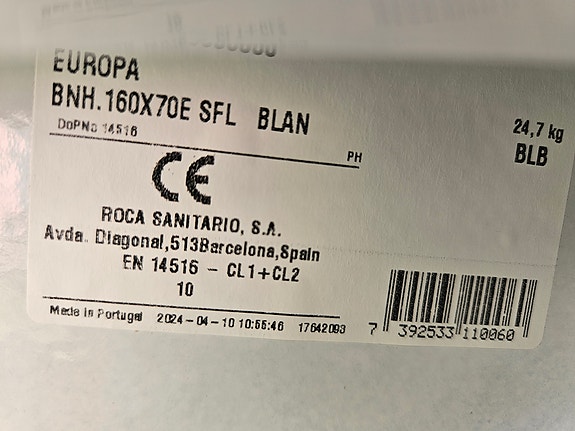 EUROPA
BNH.160X70E SFL BLAN
24,7 kg
BLB
DoPNo 14516
PH
CE
ROCA SANITARIO, S.A.
Avda. Diagonal,513Barcelona,Spain
EN 14516 - CL1+CL2
10
Made in Portugal 2024-04-10 10:55:46 17642093
7 392533 110060